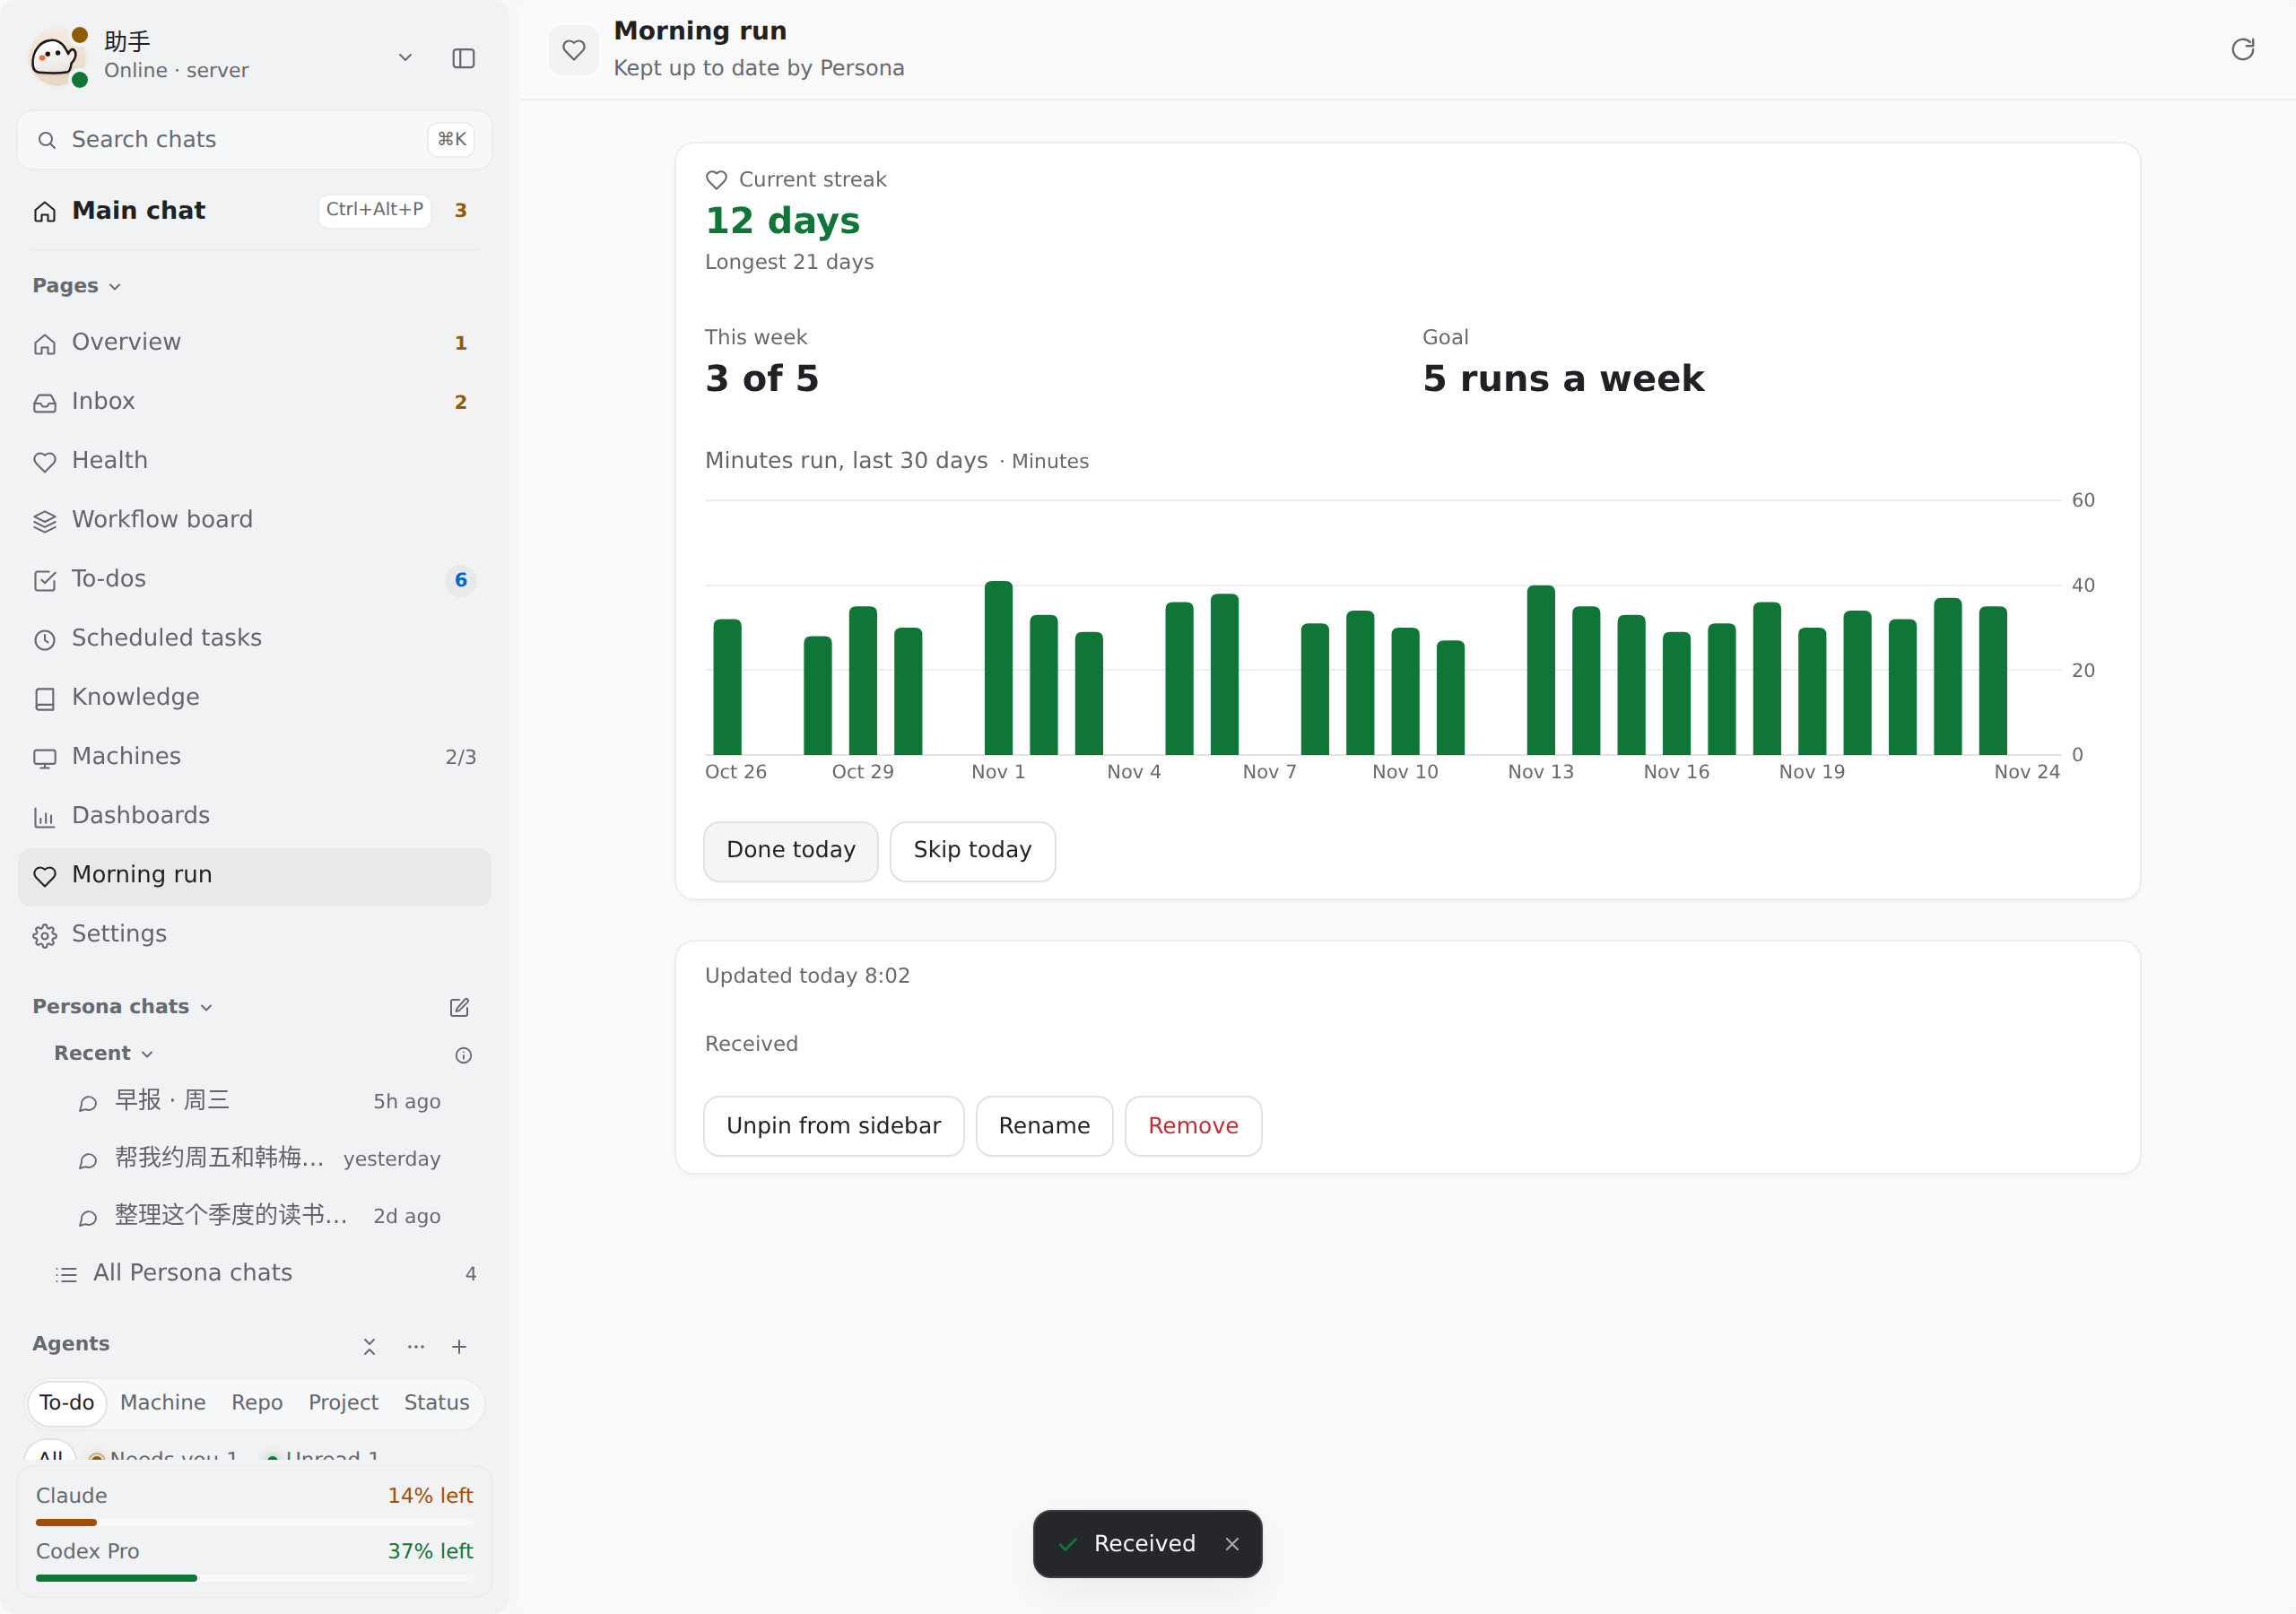 助手
Online · server
Search chats
⌘K
Main chat
Ctrl+Alt+P
3
Pages
Overview
1
Inbox
2
Health
Workflow board
To-dos
6
Scheduled tasks
Knowledge
Machines
2/3
Dashboards
Morning run
Settings
Persona chats
Recent
早报 · 周三
5h ago
帮我约周五和韩梅…
yesterday
整理这个季度的读书…
2d ago
All Persona chats
4
Agents
To-do
Machine
Repo
Project
Status
All
Needs you 1
Unread 1
Claude
14% left
Codex Pro
37% left
Morning run
Kept up to date by Persona
Current streak
12 days
Longest 21 days
This week
3 of 5
Goal
5 runs a week
Minutes run, last 30 days · Minutes
60
40
20
0
Oct 26
Oct 29
Nov 1
Nov 4
Nov 7
Nov 10
Nov 13
Nov 16
Nov 19
Nov 24
Done today
Skip today
Updated today 8:02
Received
Unpin from sidebar
Rename
Remove
Received